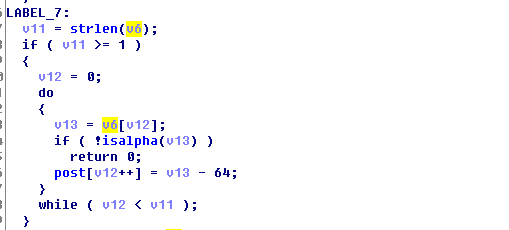 LABEL_7:
v11 = strlen(v6);
if ( v11 >= 1 )
{
v12 = 0;
do
{
v13 = v6[v12];
if ( !isalpha(v13) )
return 0;
post[v12++] = v13 - 64;
}
while ( v12 < v11 );
}